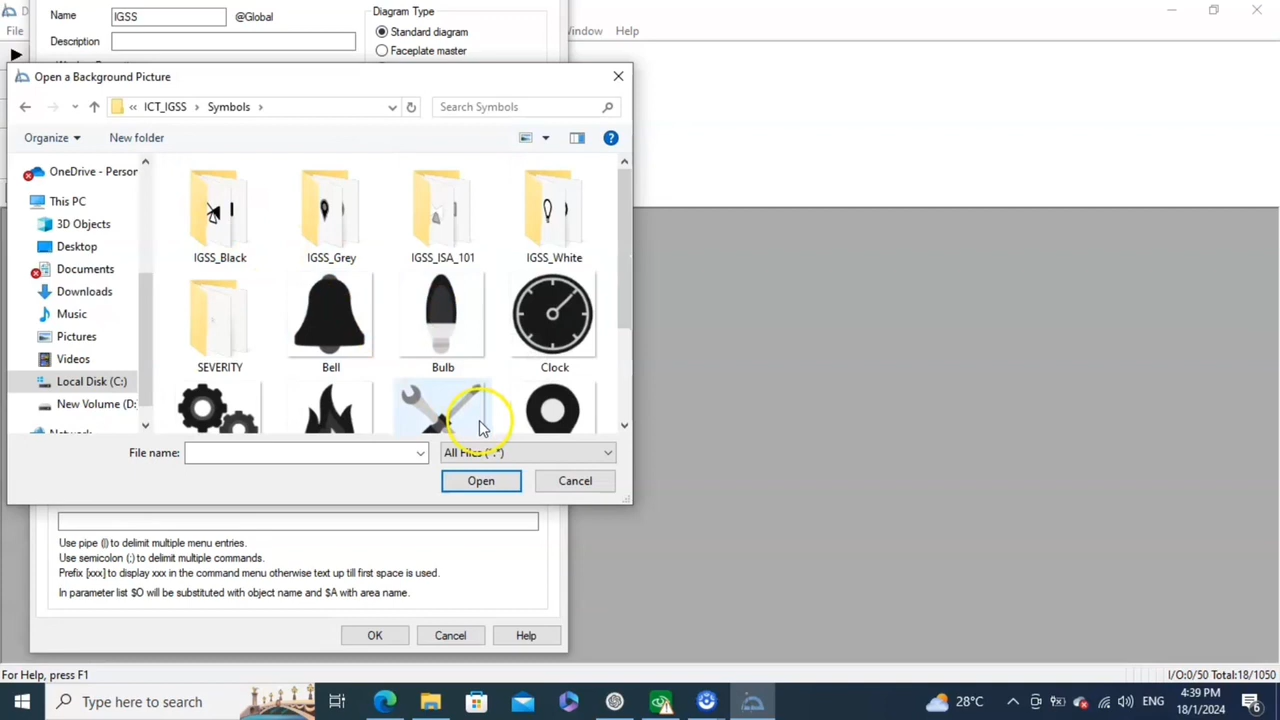 Name IGSS @Global
Diagram Type
Standard diagram
Description
Faceplate master
File
Window Help
Open a Background Picture
« ICT_IGSS > Symbols >
Search Symbols
Organize
New folder
OneDrive - Person
This PC
3D Objects
Desktop
Documents
Downloads
Music
Pictures
Videos
Local Disk (C:)
New Volume (D:
IGSS_Black
IGSS_Grey
IGSS_ISA_101
IGSS_White
SEVERITY
Bell
Bulb
Clock
File name:
All Files (*.*)
Open
Cancel
Use pipe (|) to delimit multiple menu entries.
Use semicolon (;) to delimit multiple commands.
Prefix [xxx] to display xxx in the command menu otherwise text up till first space is used.
In parameter list $O will be substituted with object name and $A with area name.
OK
Cancel
Help
For Help, press F1
I/O:0/50 Total:18/1050
Type here to search
28°C
ENG
4:39 PM
18/1/2024
6